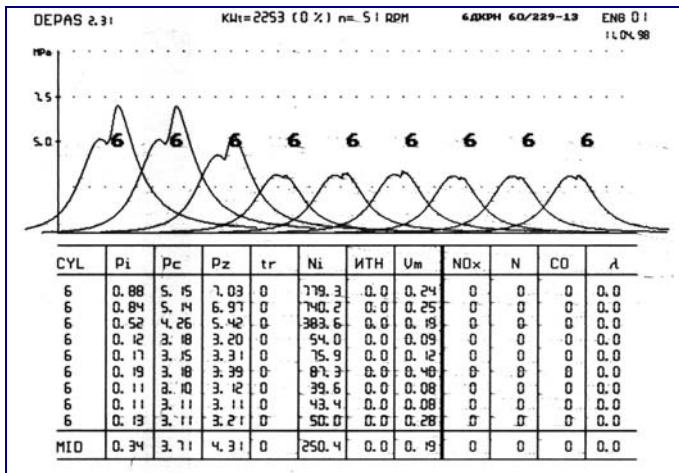 DEPAS 2.31 KWt=2253 (0 %) n= 51 RPM 6ДКРН 60/229-13 ENG 01
11.04.98
MPa
7.5
5.0 6 6 6 6 6 6 6 6 6
CYL Pi Pc Pz tr Ni ИТН Vm NOx N CO λ
6 0.88 5.15 7.03 0 779.3 0.0 0.24 0 0 0 0.0
6 0.84 5.14 6.97 0 740.2 0.0 0.25 0 0 0 0.0
6 0.52 4.26 5.42 0 383.6 0.0 0.19 0 0 0 0.0
6 0.12 3.18 3.20 0 54.0 0.0 0.09 0 0 0 0.0
6 0.17 3.15 3.31 0 75.9 0.0 0.12 0 0 0 0.0
6 0.19 3.18 3.39 0 87.3 0.0 0.40 0 0 0 0.0
6 0.11 3.10 3.12 0 39.6 0.0 0.08 0 0 0 0.0
6 0.11 3.11 3.11 0 43.4 0.0 0.08 0 0 0 0.0
6 0.13 3.11 3.21 0 50.0 0.0 0.28 0 0 0 0.0
MID 0.34 3.71 4.31 0 250.4 0.0 0.19 0 0 0 0.0